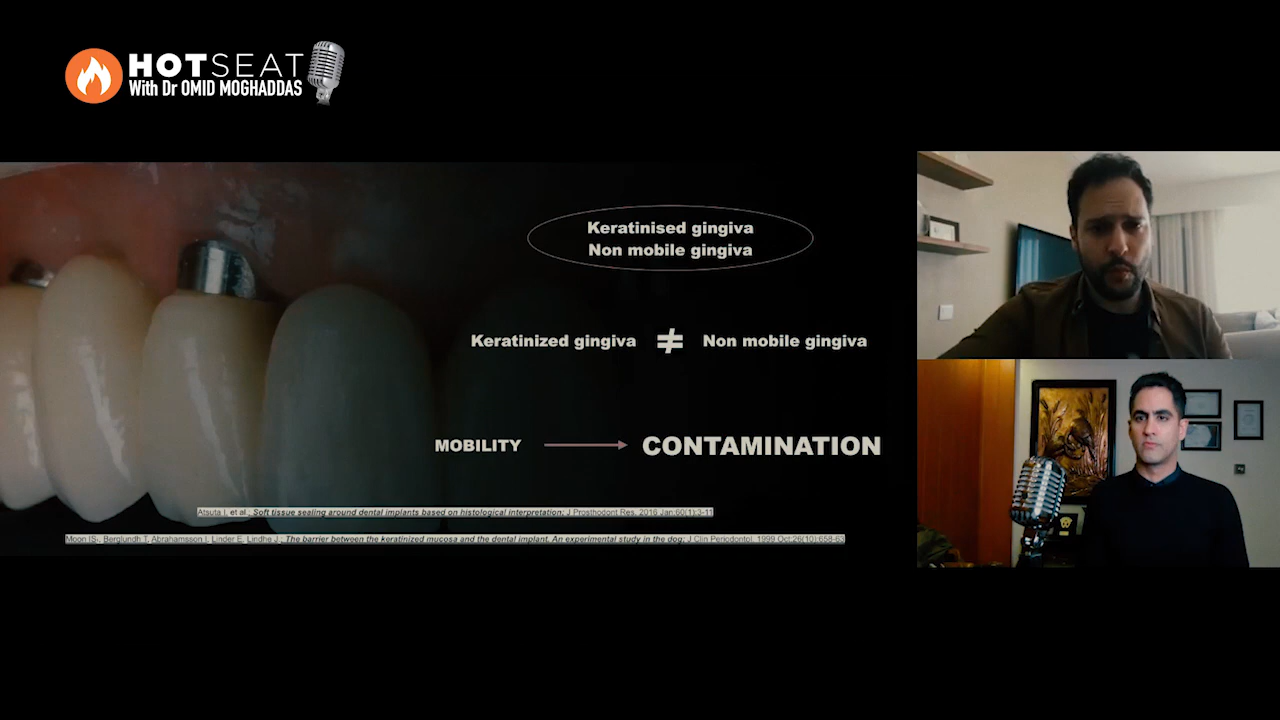 HOTSEAT
With Dr OMID MOGHADDAS
Keratinised gingiva
Non mobile gingiva
Keratinized gingiva ≠ Non mobile gingiva
MOBILITY → CONTAMINATION
Atsuta I, et al.; Soft tissue sealing around dental implants based on histological interpretation; J Prosthodont Res. 2016 Jan;60(1):3-11
Moon IS-, Berglundh T, Abrahamsson I, Linder E, Lindhe J.; The barrier between the keratinized mucosa and the dental implant. An experimental study in the dog; J Clin Periodontol. 1999 Oct;26(10):658-63